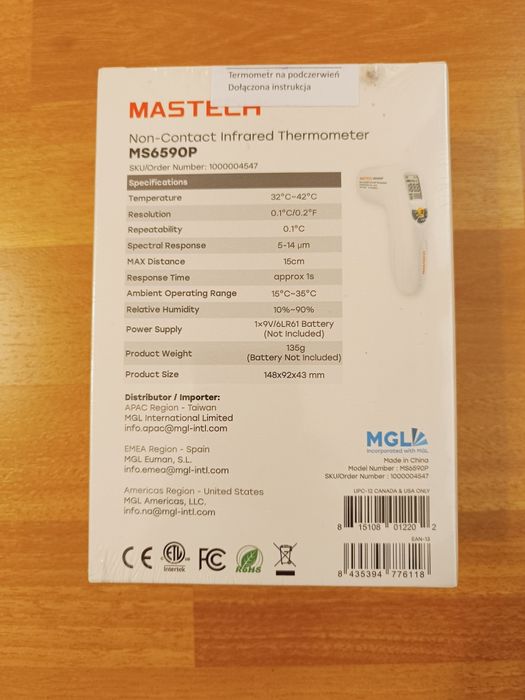 Termometr na podczerwień
Dołączona instrukcja
MASTECH
Non-Contact Infrared Thermometer
MS6590P
SKU/Order Number: 1000004547
Specifications
Temperature 32°C~42°C
Resolution 0.1°C/0.2°F
Repeatability 0.1°C
Spectral Response 5-14 µm
MAX Distance 15cm
Response Time approx 1s
Ambient Operating Range 15°C~35°C
Relative Humidity 10%~90%
Power Supply 1×9V/6LR61 Battery
(Not Included)
Product Weight 135g
(Battery Not Included)
Product Size 148x92x43 mm
Distributor / Importer:
APAC Region - Taiwan
MGL International Limited
info.apac@mgl-intl.com
EMEA Region - Spain
MGL Euman, S.L.
info.emea@mgl-intl.com
Americas Region - United States
MGL Americas, LLC.
info.na@mgl-intl.com
MGL
Incorporated with MGL
Made in China
Model Number : MS6590P
SKU/Order Number : 1000004547
UPC-12 CANADA & USA ONLY
8 15108 01220 2
EAN-13
8 435394 776118
CE ETL Intertek FC RoHS